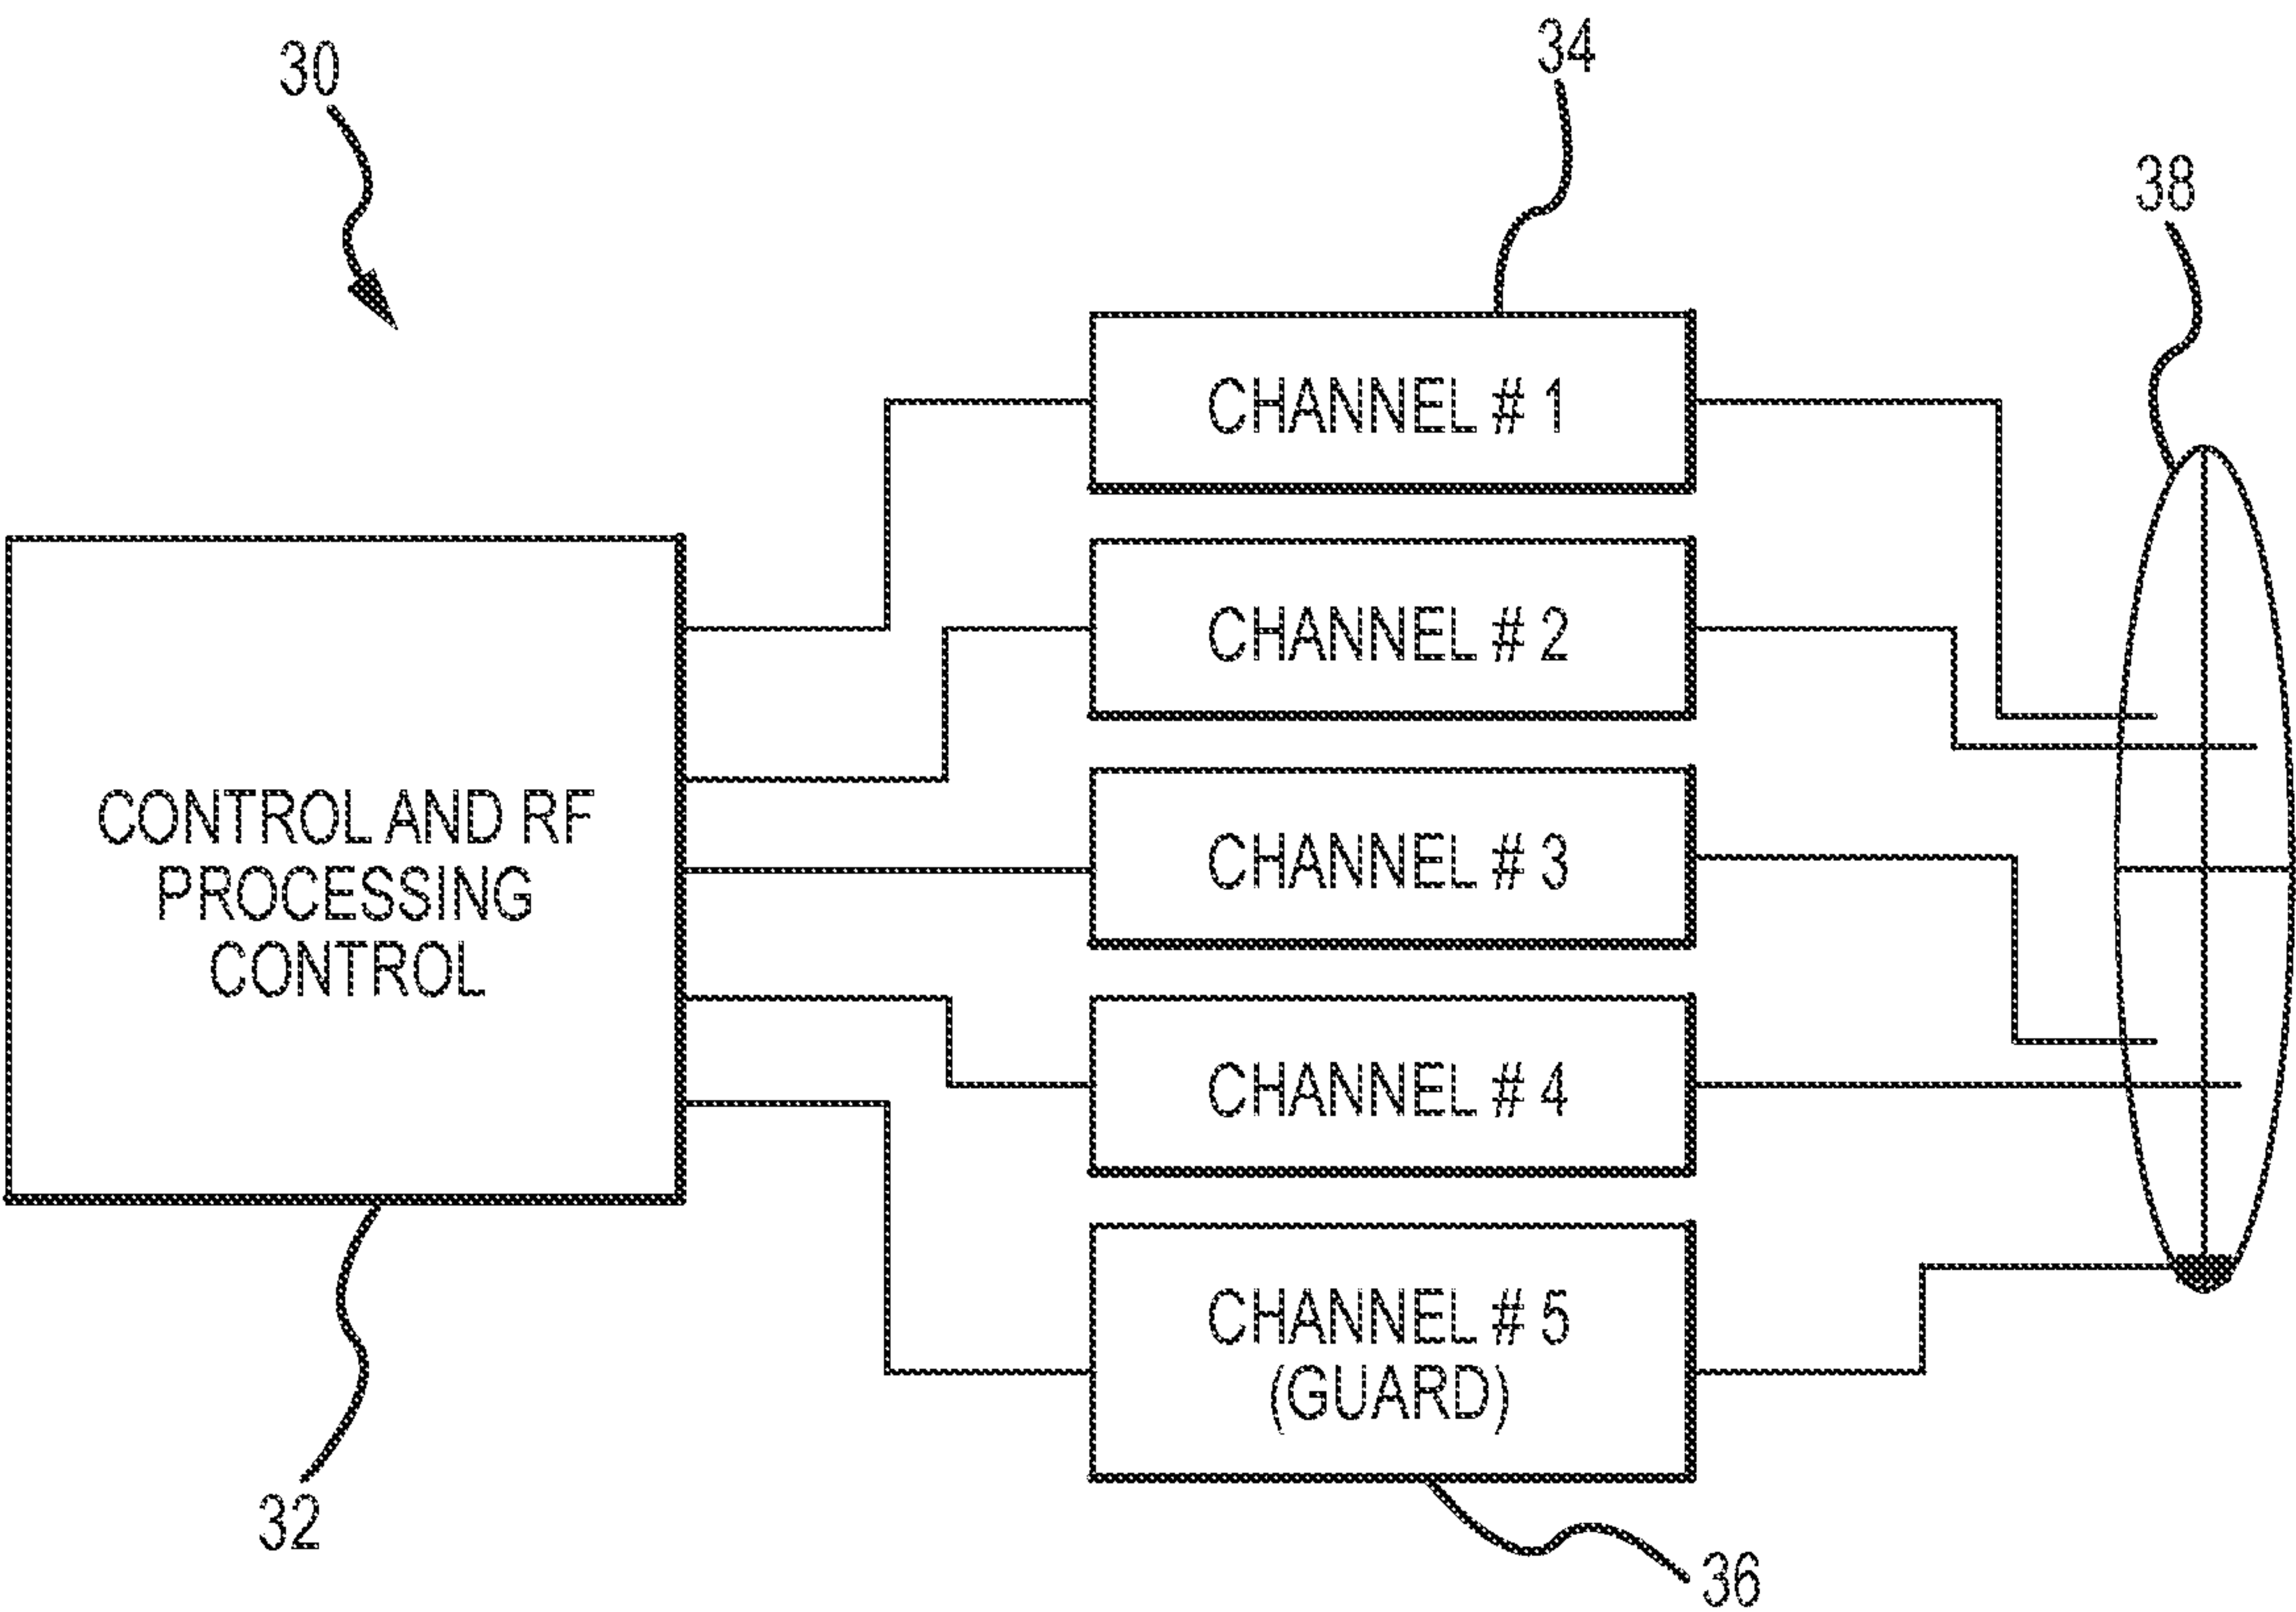 30
34
38
CHANNEL # 1
CHANNEL # 2
CONTROL AND RF
PROCESSING
CONTROL
CHANNEL # 3
CHANNEL # 4
CHANNEL # 5
(GUARD)
32
36